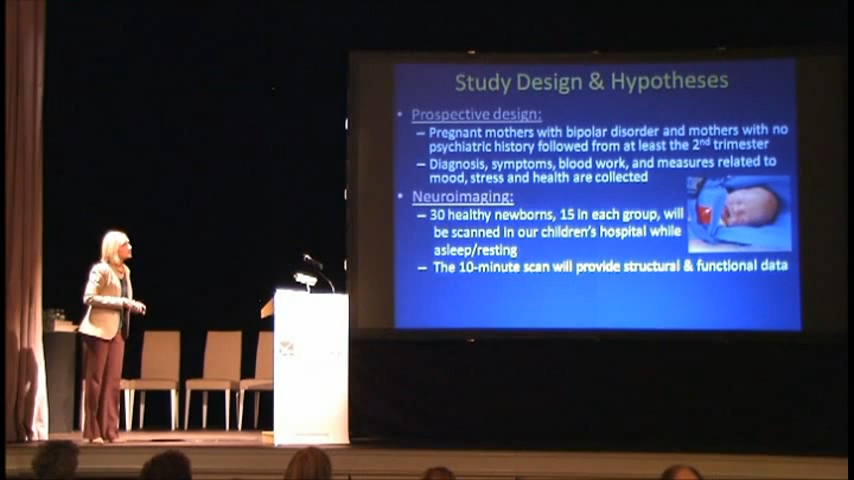 Study Design & Hypotheses
• Prospective design:
– Pregnant mothers with bipolar disorder and mothers with no
psychiatric history followed from at least the 2nd trimester
– Diagnosis, symptoms, blood work, and measures related to
mood, stress and health are collected
• Neuroimaging:
– 30 healthy newborns, 15 in each group, will
be scanned in our children's hospital while
asleep/resting
– The 10-minute scan will provide structural & functional data